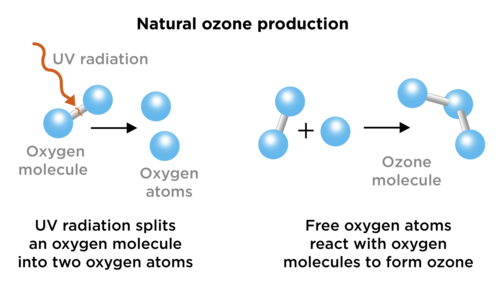 Natural ozone production
UV radiation
Oxygen
molecule
Oxygen
atoms
UV radiation splits
an oxygen molecule
into two oxygen atoms
+
Ozone
molecule
Free oxygen atoms
react with oxygen
molecules to form ozone